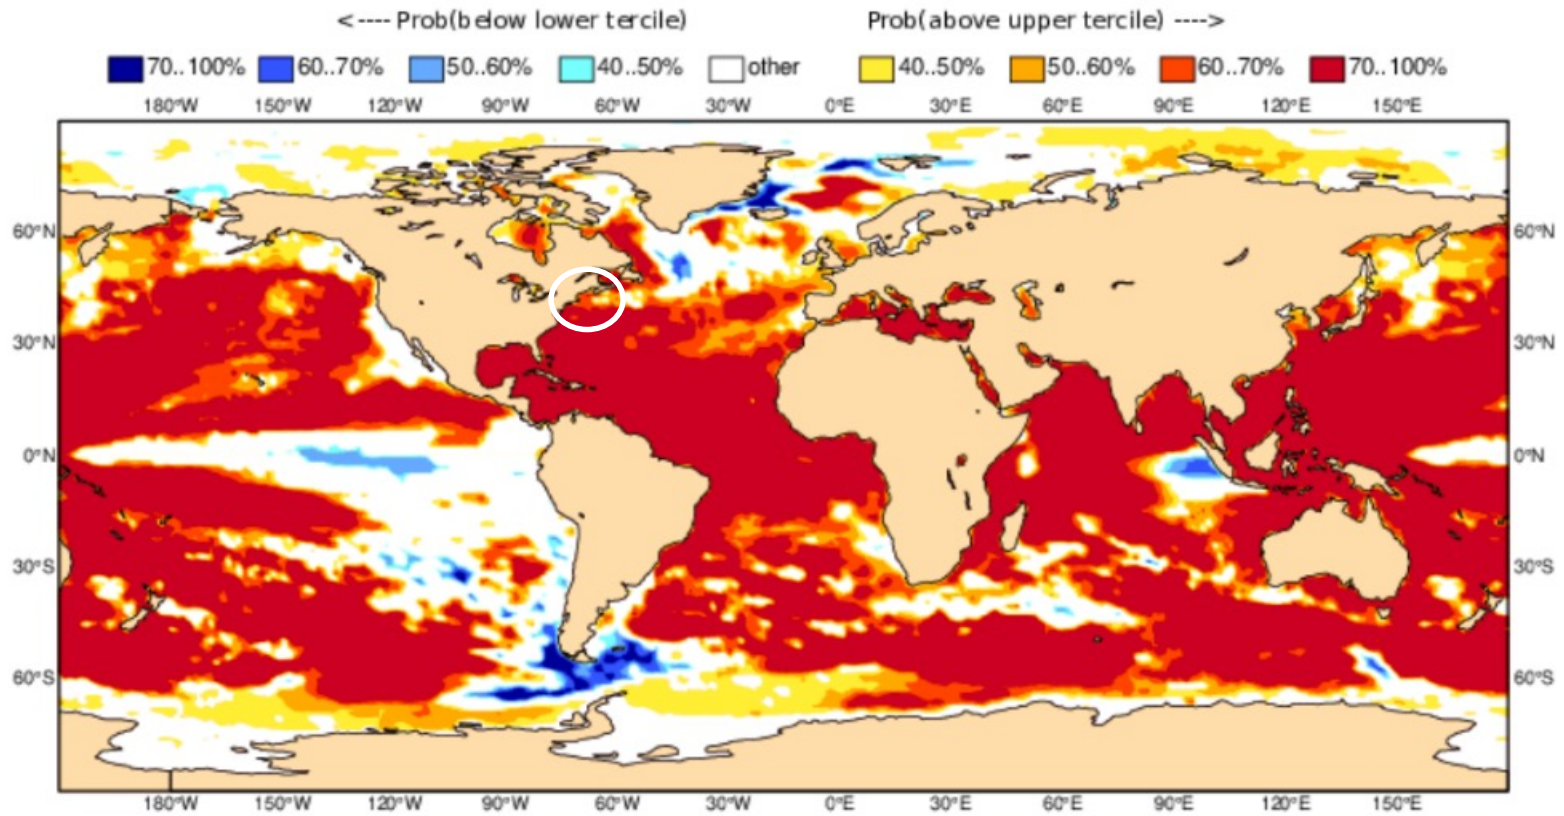 <---- Prob(below lower tercile) Prob(above upper tercile) ---->
70..100% 60..70% 50..60% 40..50% other 40..50% 50..60% 60..70% 70..100%
180°W 150°W 120°W 90°W 60°W 30°W 0°E 30°E 60°E 90°E 120°E 150°E
60°N 60°N
30°N 30°N
0°N 0°N
30°S 30°S
60°S 60°S
180°W 150°W 120°W 90°W 60°W 30°W 0°E 30°E 60°E 90°E 120°E 150°E